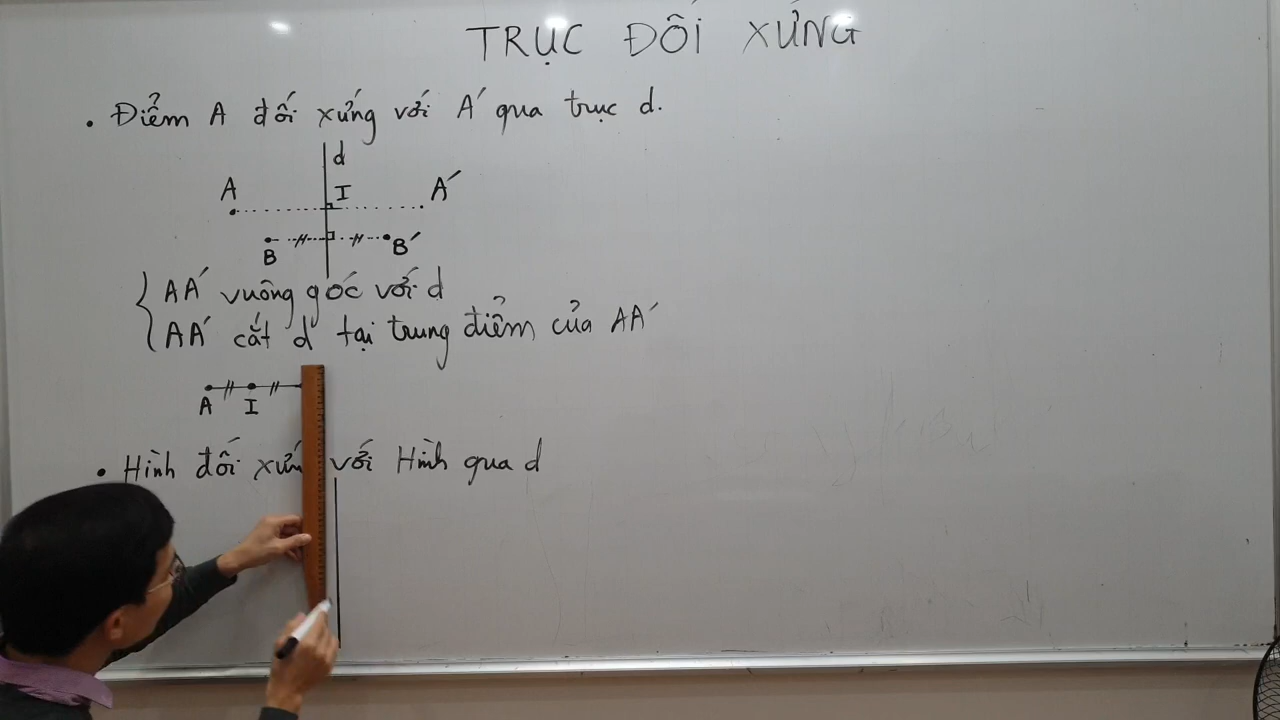 TRỤC ĐỐI XỨNG
• Điểm A đối xứng với A' qua trục d.
d
A I A'
B B'
{ AA' vuông góc với d
AA' cắt d tại trung điểm của AA'
A I
• Hình đối xứn với Hình qua d